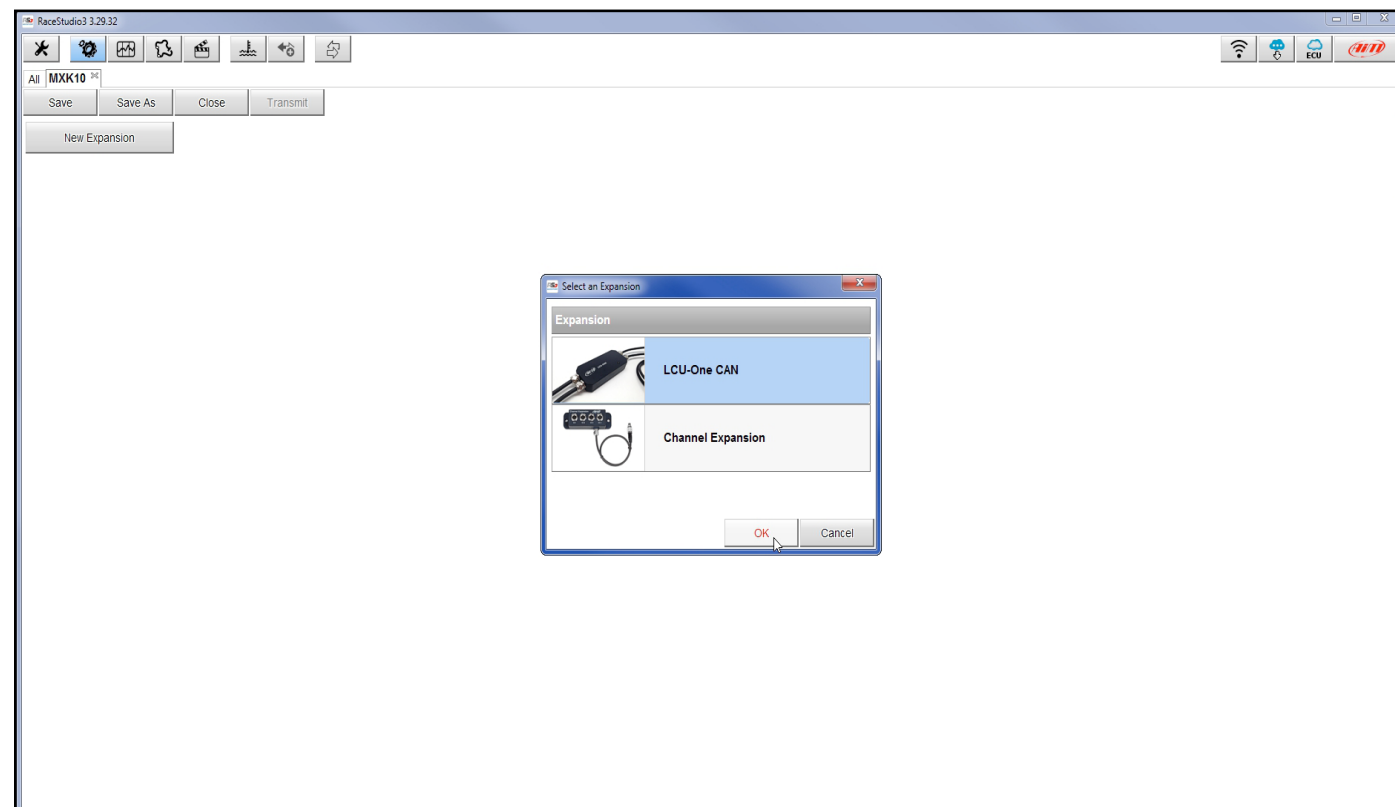 RaceStudio3 3.29.32
ECU
AiM
All MXK10
Save Save As Close Transmit
New Expansion
Select an Expansion
Expansion
LCU-One CAN
Channel Expansion
OK Cancel